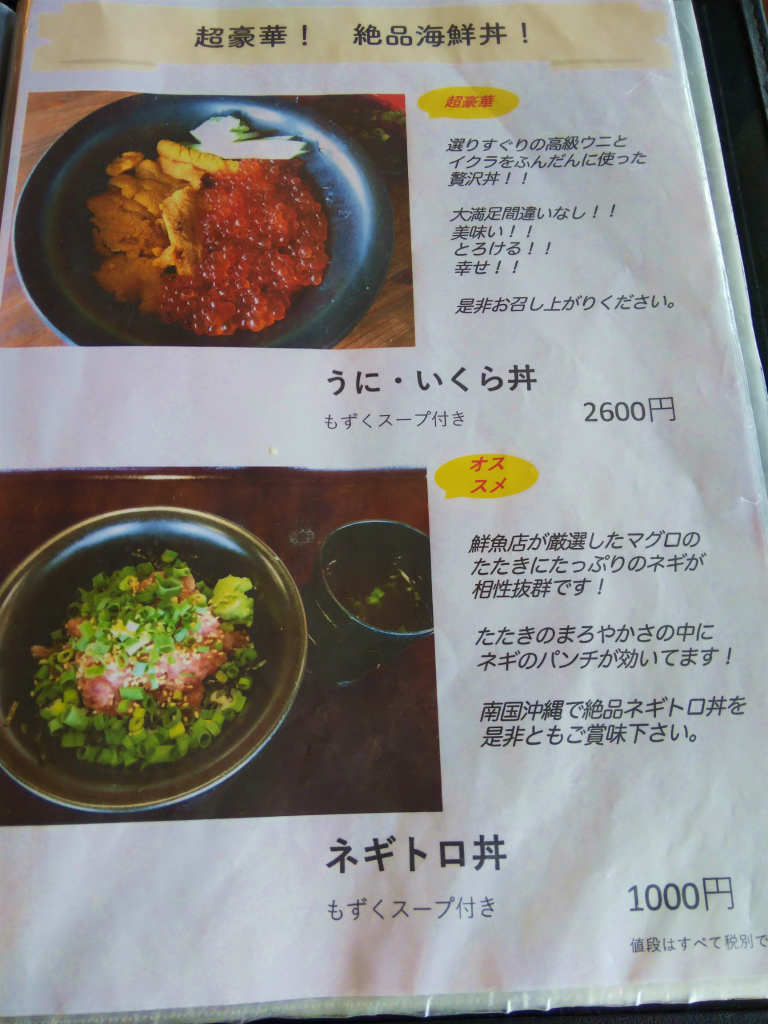 超豪華！ 絶品海鮮丼！
超豪華
選りすぐりの高級ウニと
イクラをふんだんに使った
贅沢丼！！
大満足間違いなし！！
美味い！！
とろける！！
幸せ！！
是非お召し上がりください。
うに・いくら丼
もずくスープ付き
2600円
オス
スメ
鮮魚店が厳選したマグロの
たたきにたっぷりのネギが
相性抜群です！
たたきのまろやかさの中に
ネギのパンチが効いてます！
南国沖縄で絶品ネギトロ丼を
是非ともご賞味下さい。
ネギトロ丼
もずくスープ付き
1000円
値段はすべて税別で